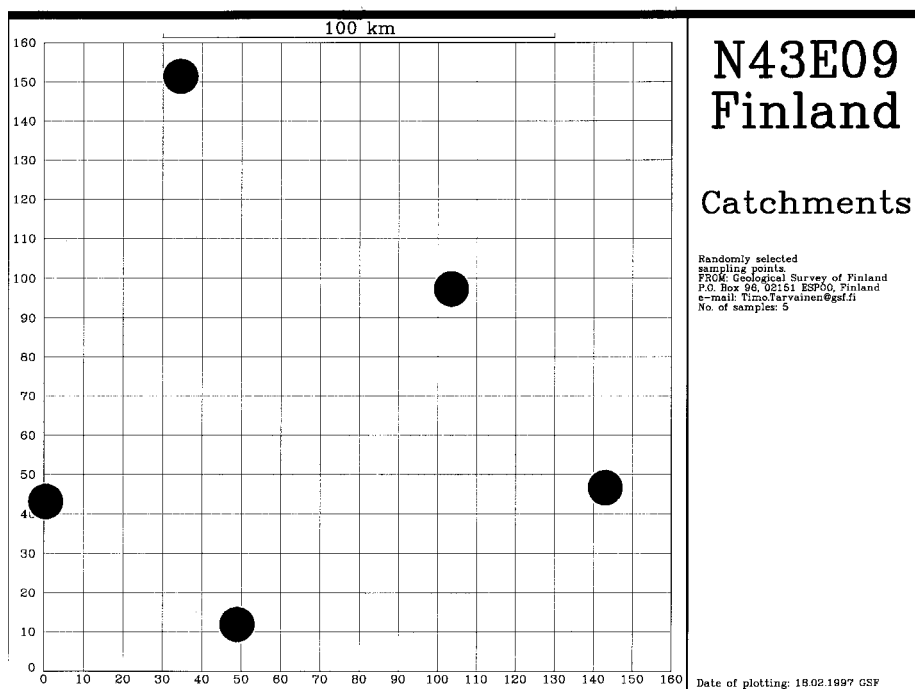 100 km
160
150
140
130
120
110
100
90
80
70
60
50
40
30
20
10
0
0 10 20 30 40 50 60 70 80 90 100 110 120 130 140 150 160
N43E09
Finland
Catchments
Randomly selected
sampling points.
FROM: Geological Survey of Finland
P.O. Box 96, 02151 ESPOO, Finland
e-mail: Timo.Tarvainen@gsf.fi
No. of samples: 5
Date of plotting: 18.02.1997 GSF